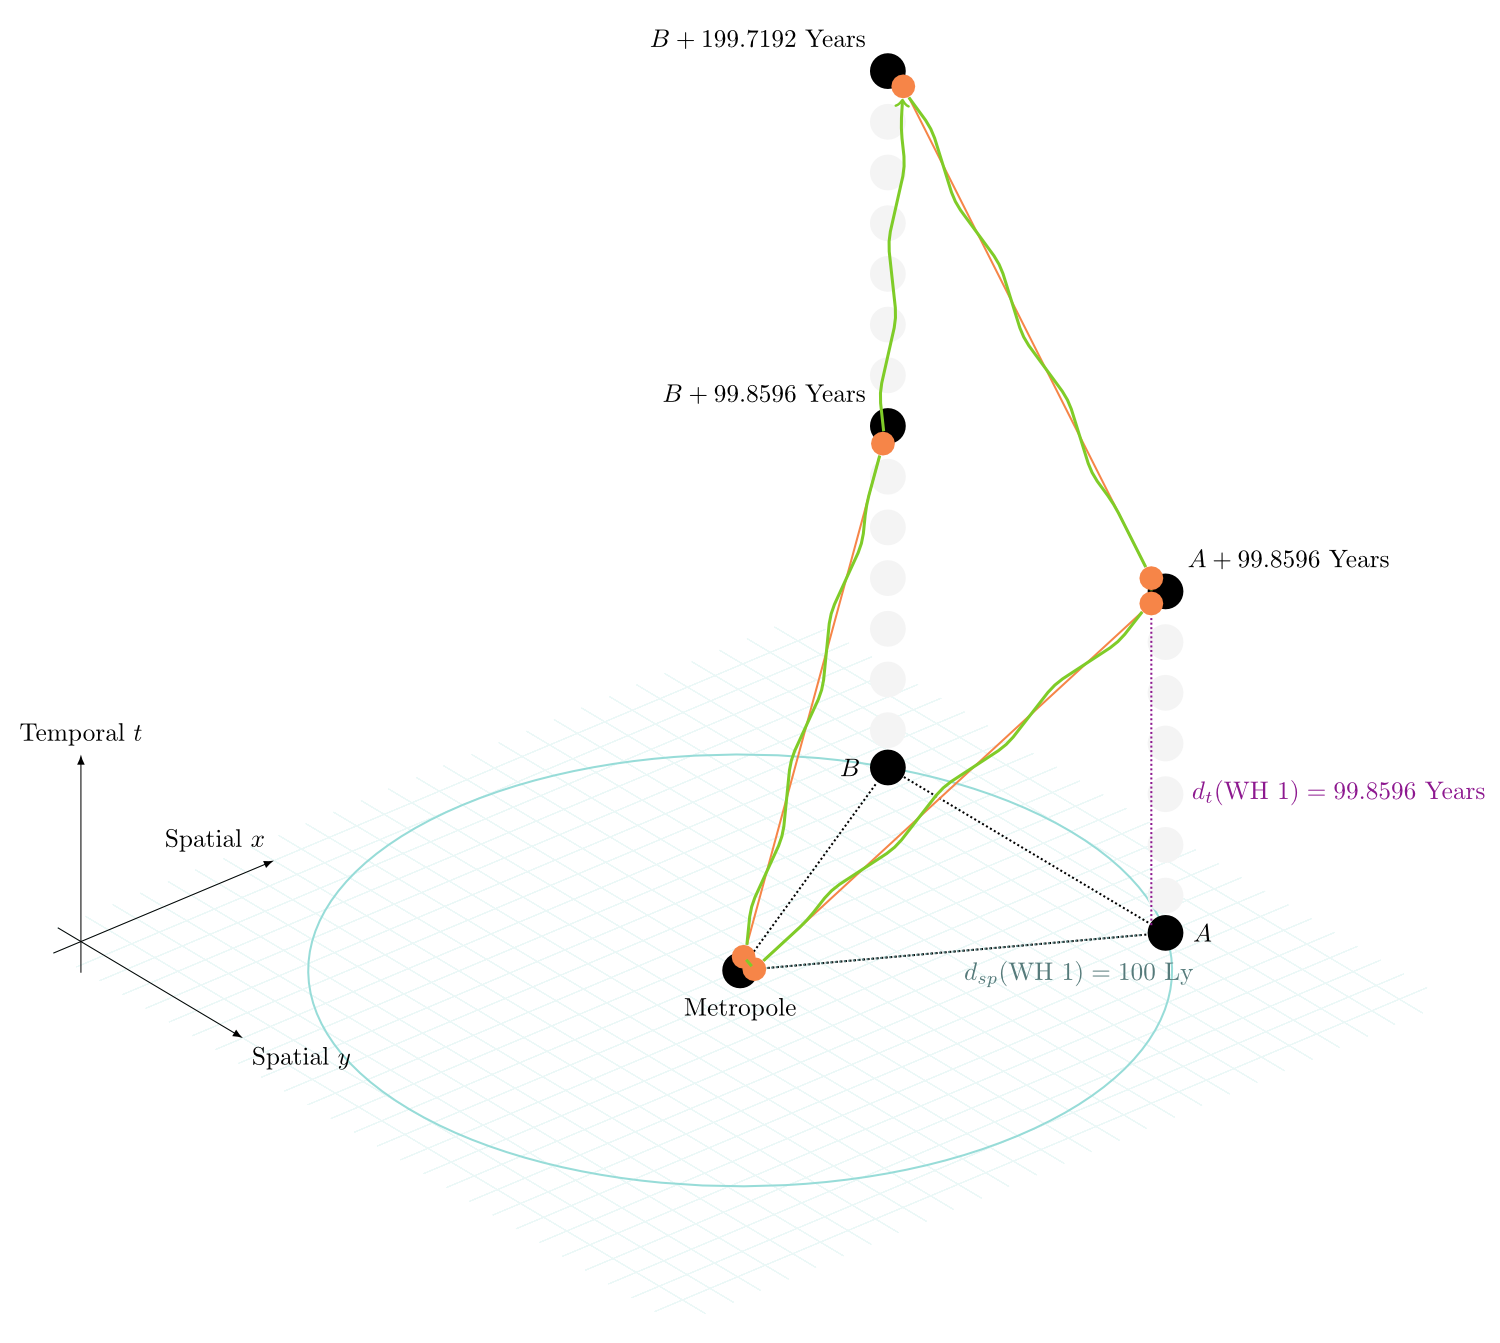 B + 199.7192 Years
B + 99.8596 Years
A + 99.8596 Years
Temporal t
B
d_t(WH 1) = 99.8596 Years
Spatial x
A
d_{sp}(WH 1) = 100 Ly
Metropole
Spatial y